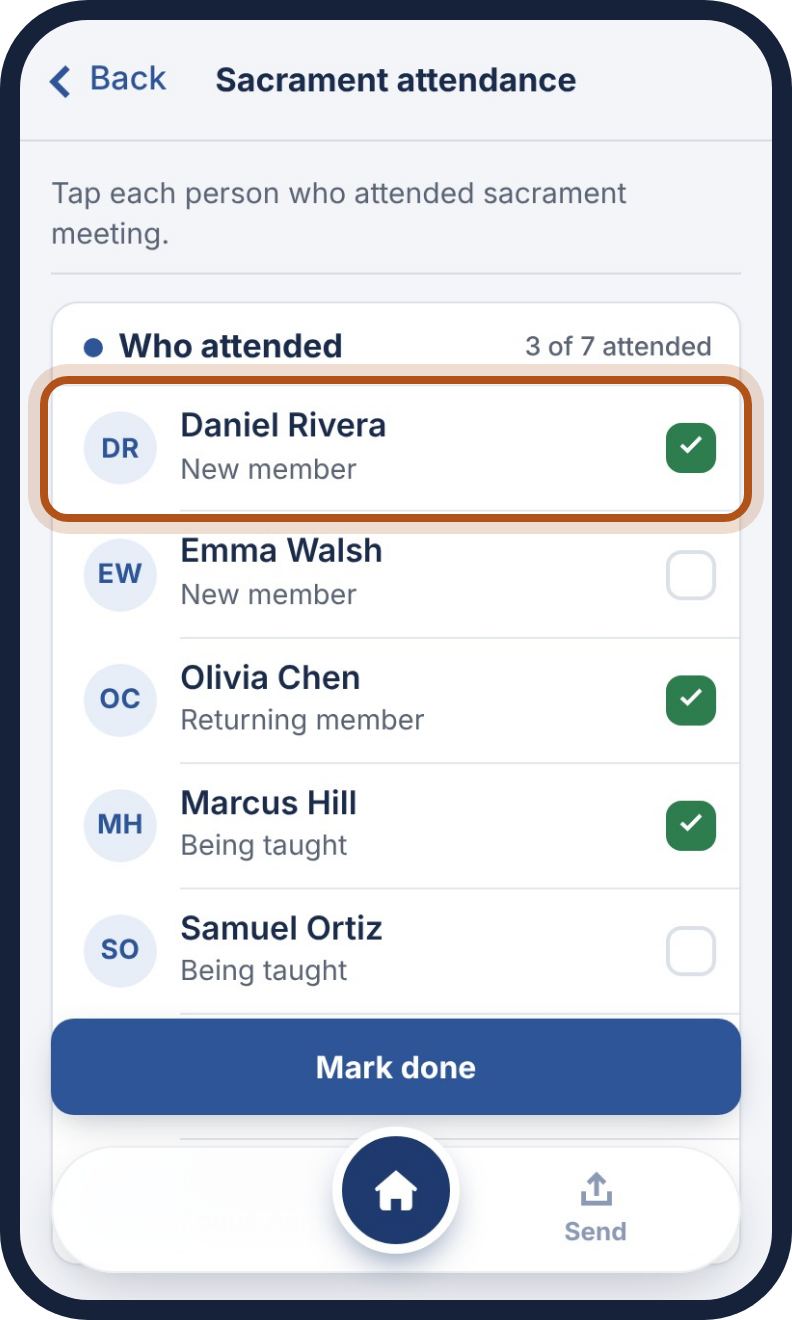 Back
Sacrament attendance
Tap each person who attended sacrament
meeting.
Who attended
3 of 7 attended
DR
Daniel Rivera
New member
EW
Emma Walsh
New member
OC
Olivia Chen
Returning member
MH
Marcus Hill
Being taught
SO
Samuel Ortiz
Being taught
Mark done
Send